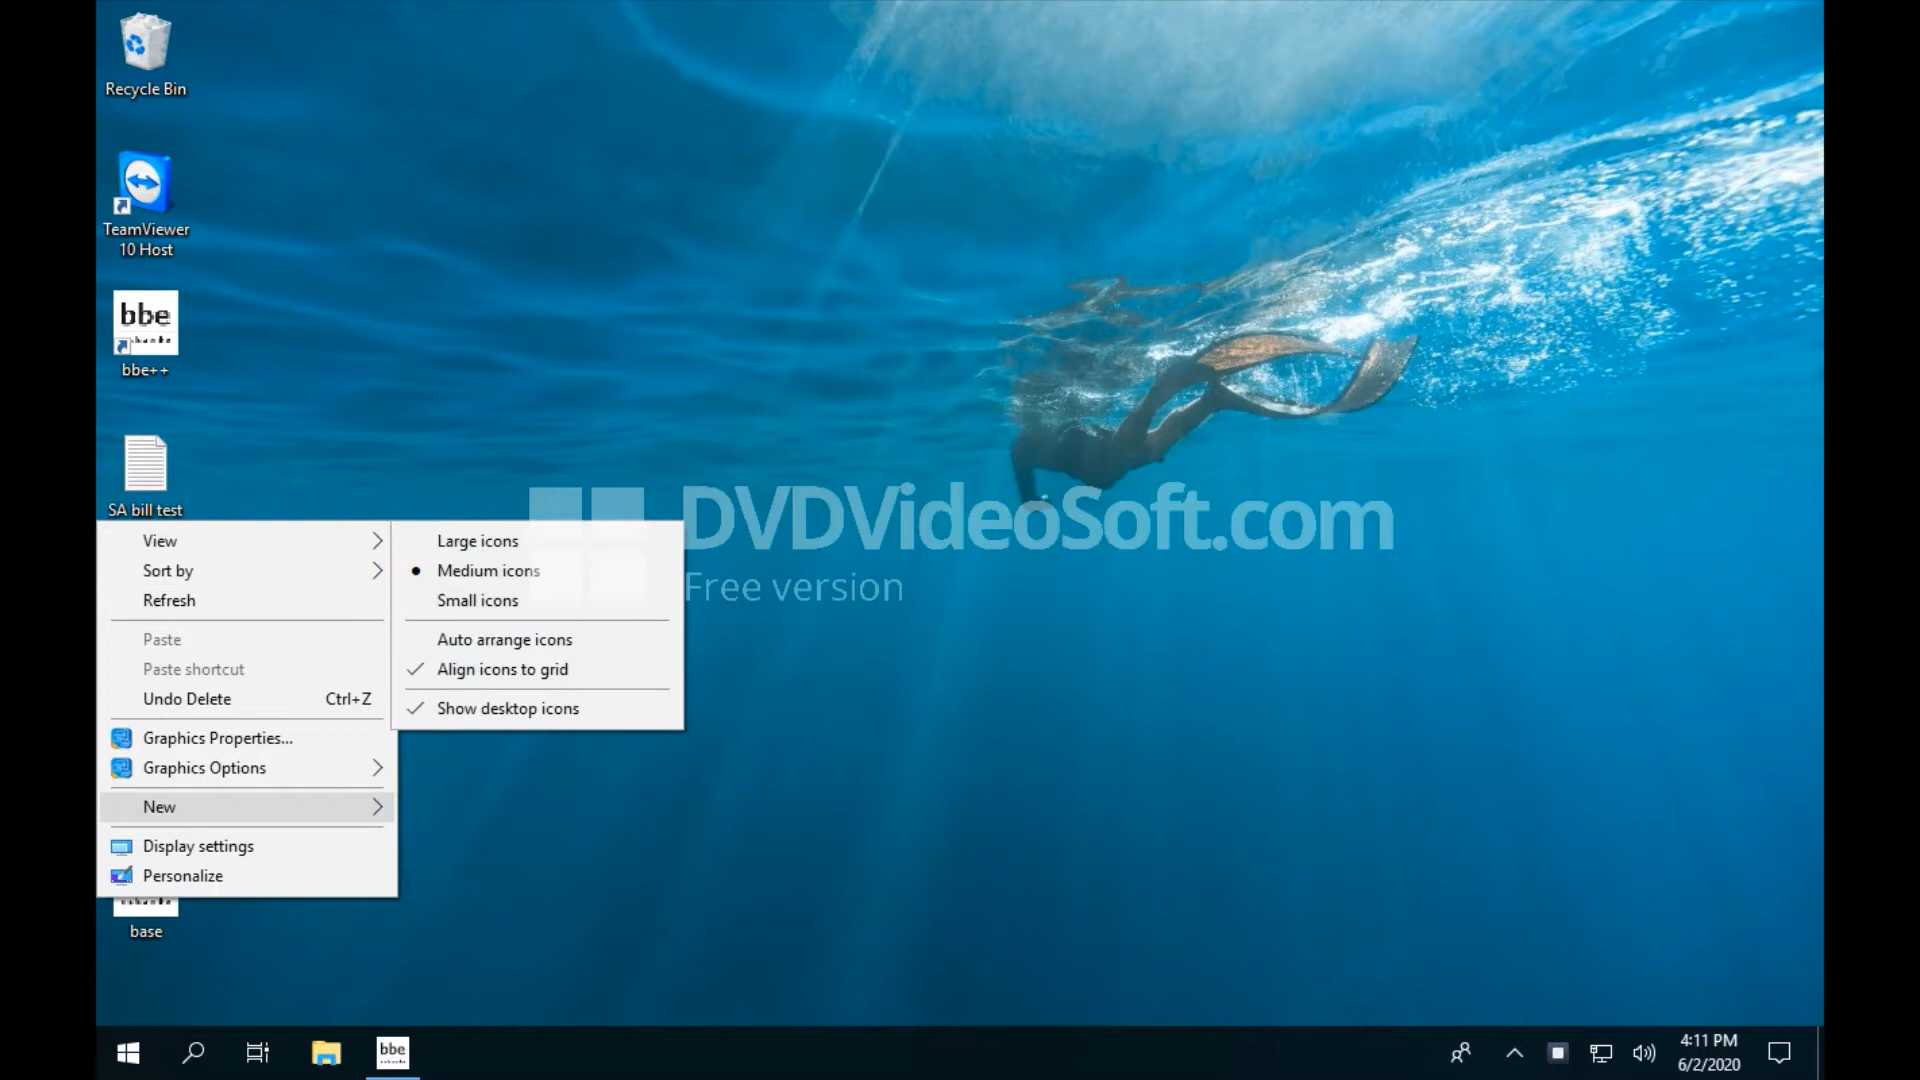 Recycle Bin
TeamViewer
10 Host
bbe
bbe++
SA bill test
DVDVideoSoft.com
Free version
View
Sort by
Refresh
Paste
Paste shortcut
Undo Delete Ctrl+Z
Graphics Properties...
Graphics Options
New
Display settings
Personalize
Large icons
Medium icons
Small icons
Auto arrange icons
Align icons to grid
Show desktop icons
base
bbe
4:11 PM
6/2/2020